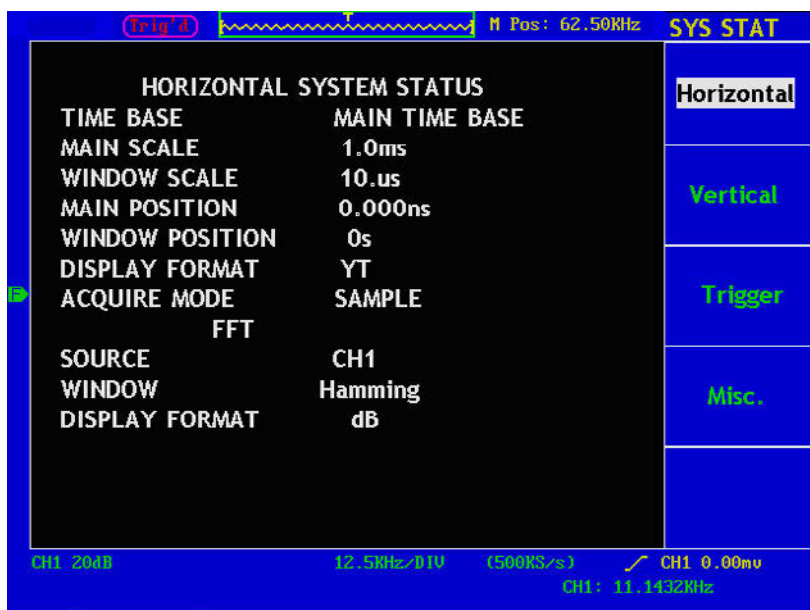 Trig'd T M Pos: 62.50KHz SYS STAT
HORIZONTAL SYSTEM STATUS
TIME BASE MAIN TIME BASE
MAIN SCALE 1.0ms
WINDOW SCALE 10.us
MAIN POSITION 0.000ns
WINDOW POSITION 0s
DISPLAY FORMAT YT
ACQUIRE MODE SAMPLE
FFT
SOURCE CH1
WINDOW Hamming
DISPLAY FORMAT dB
Horizontal
Vertical
Trigger
Misc.
F
CH1 20dB 12.5KHz/DIV (500KS/s) CH1 0.00mv
CH1: 11.1432KHz